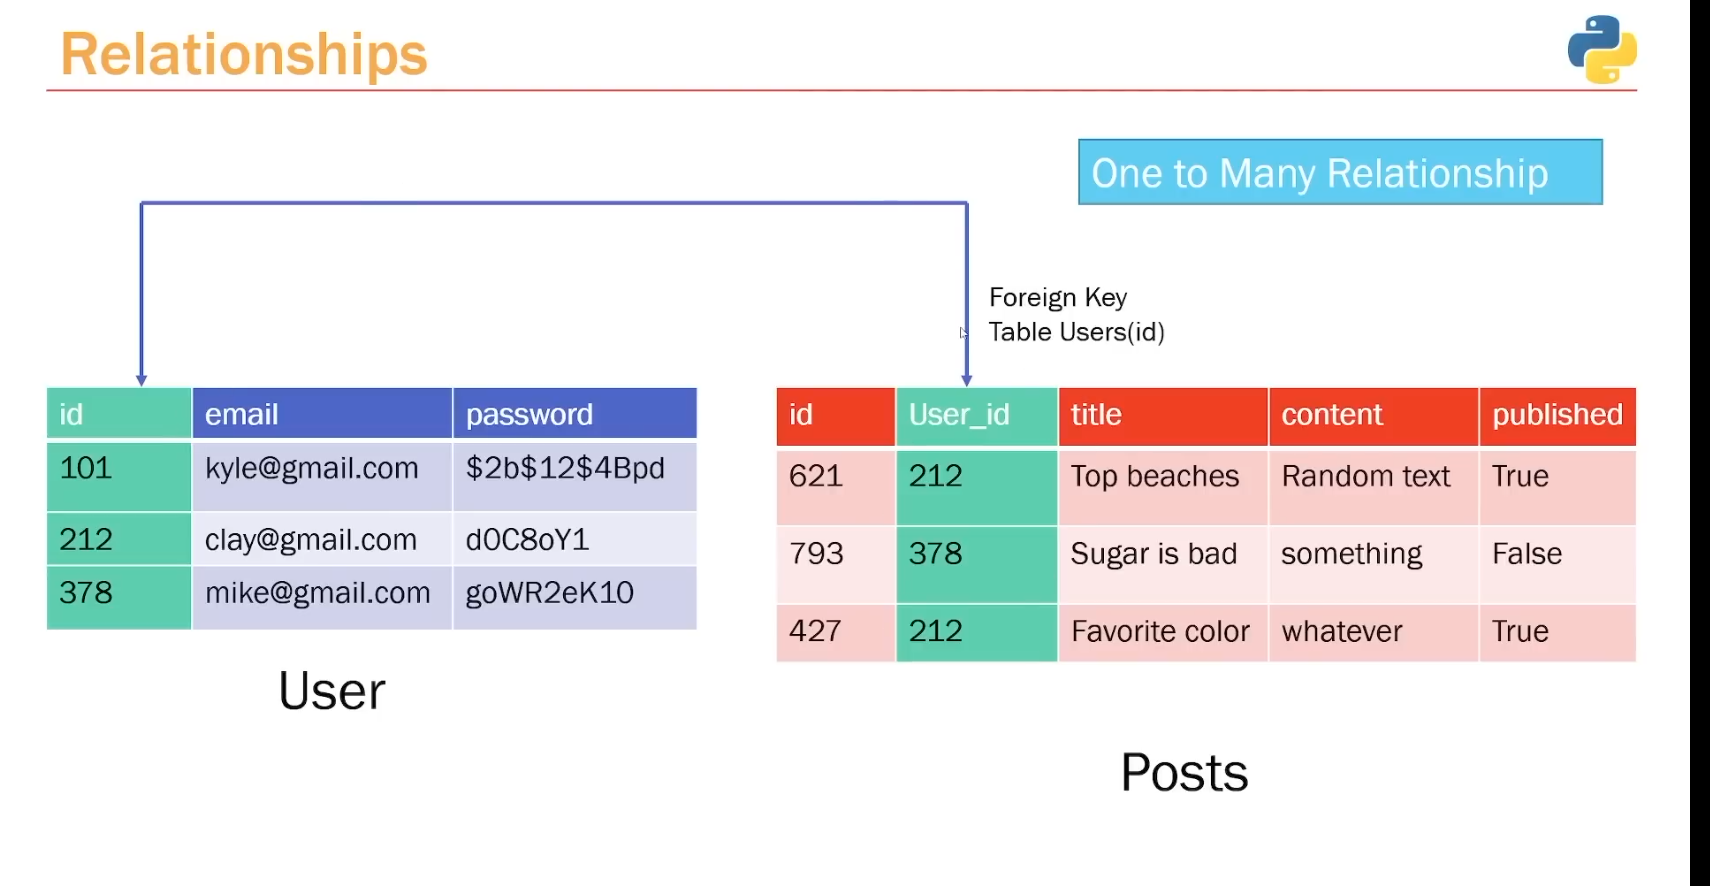 Relationships
One to Many Relationship
Foreign Key
Table Users(id)
id email password
101 kyle@gmail.com $2b$12$4Bpd
212 clay@gmail.com d0C8oY1
378 mike@gmail.com goWR2eK10
User
id User_id title content published
621 212 Top beaches Random text True
793 378 Sugar is bad something False
427 212 Favorite color whatever True
Posts